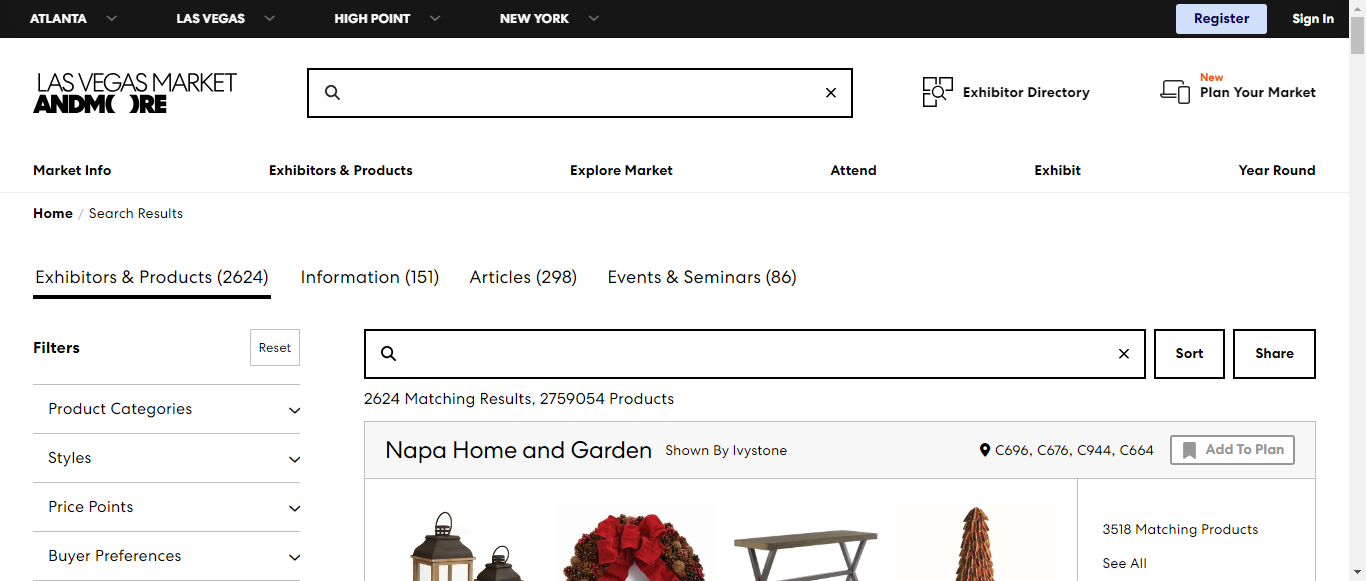 ATLANTA LAS VEGAS HIGH POINT NEW YORK Register Sign In
LAS VEGAS MARKET
ANDMORE
Exhibitor Directory
New
Plan Your Market
Market Info Exhibitors & Products Explore Market Attend Exhibit Year Round
Home / Search Results
Exhibitors & Products (2624) Information (151) Articles (298) Events & Seminars (86)
Filters Reset
Product Categories
Styles
Price Points
Buyer Preferences
Sort Share
2624 Matching Results, 2759054 Products
Napa Home and Garden Shown By Ivystone C696, C676, C944, C664 Add To Plan
3518 Matching Products
See All